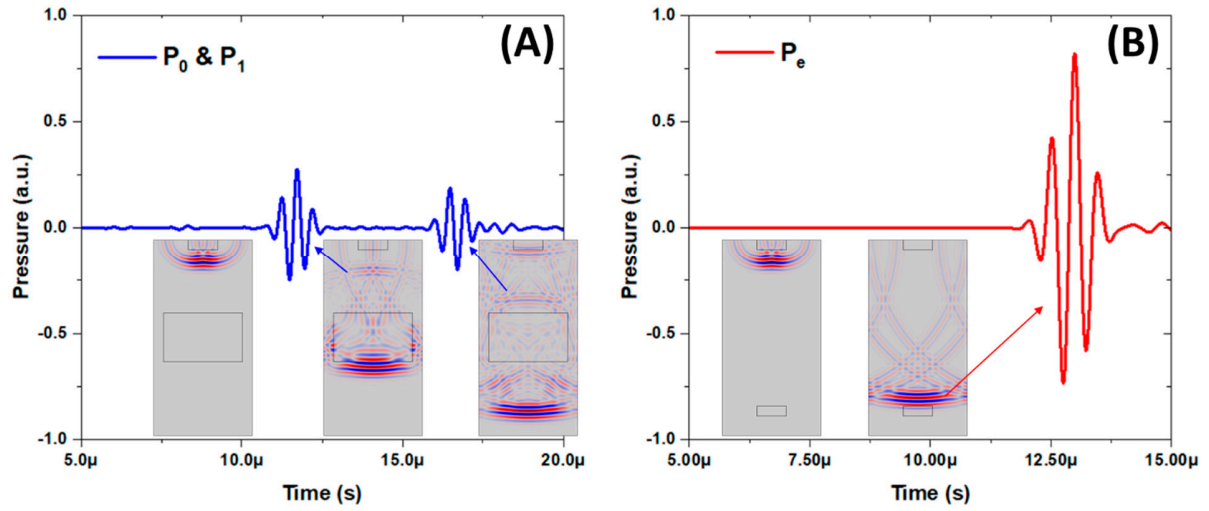 1.0
0.5
0.0
-0.5
-1.0
Pressure (a.u.)
P0 & P1
(A)
5.0µ 10.0µ 15.0µ 20.0µ
Time (s)
1.0
0.5
0.0
-0.5
-1.0
Pressure (a.u.)
Pe
(B)
5.00µ 7.50µ 10.00µ 12.50µ 15.00µ
Time (s)